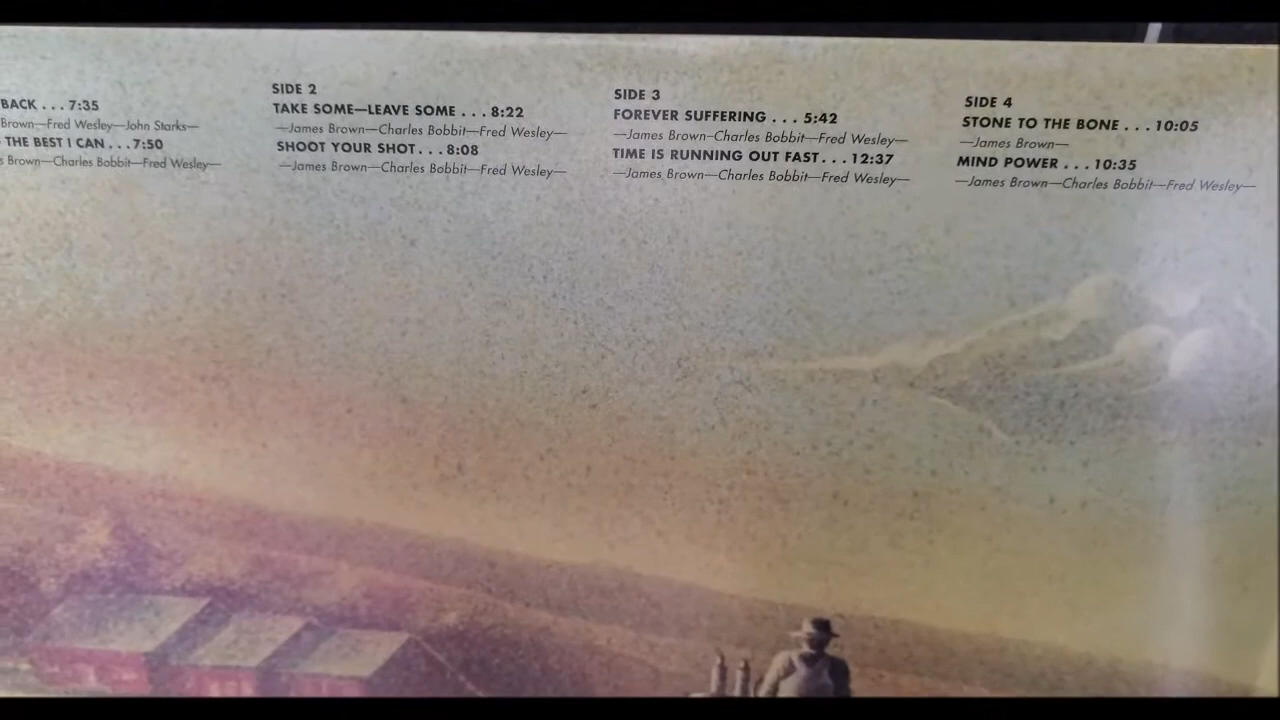 BACK . . . 7:35
Brown—Fred Wesley—John Starks—
THE BEST I CAN . . . 7:50
s Brown—Charles Bobbit—Fred Wesley—
SIDE 2
TAKE SOME—LEAVE SOME . . . 8:22
—James Brown—Charles Bobbit—Fred Wesley—
SHOOT YOUR SHOT . . . 8:08
—James Brown—Charles Bobbit—Fred Wesley—
SIDE 3
FOREVER SUFFERING . . . 5:42
—James Brown—Charles Bobbit—Fred Wesley—
TIME IS RUNNING OUT FAST . . . 12:37
—James Brown—Charles Bobbit—Fred Wesley—
SIDE 4
STONE TO THE BONE . . . 10:05
—James Brown—
MIND POWER . . . 10:35
—James Brown—Charles Bobbit—Fred Wesley—